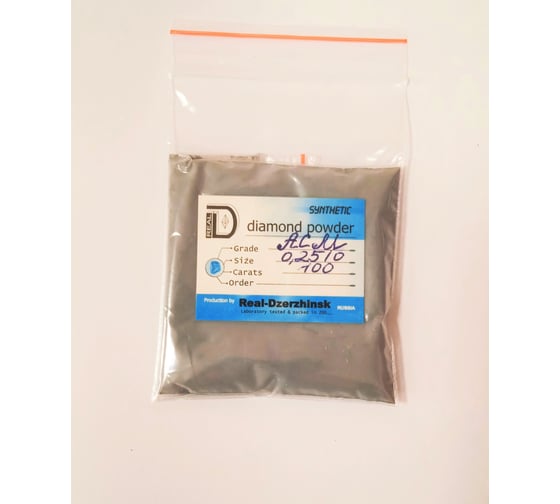 SYNTHETIC
REAL D
diamond powder
Grade АСМ
Size 0,25/0
Carats 100
Order
Production by Real-Dzerzhinsk RUSSIA
Laboratory tested & packed in